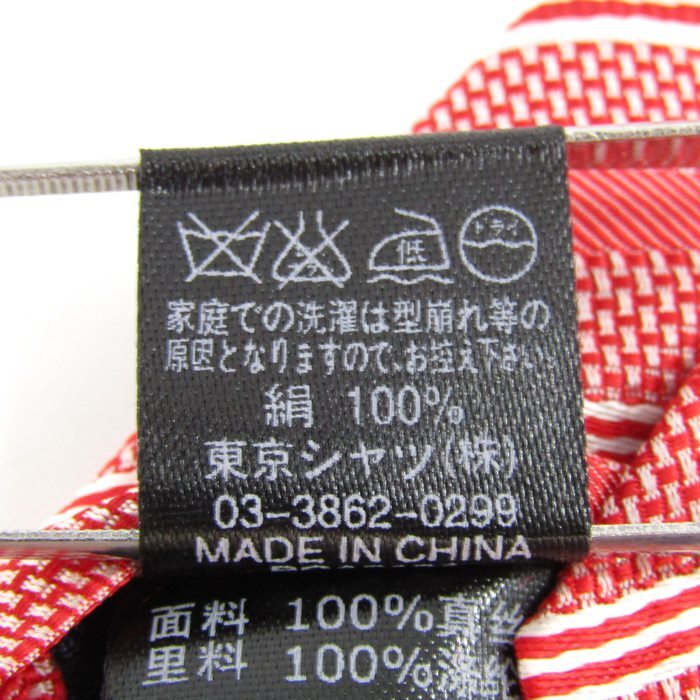 低 ドライ
家庭での洗濯は型崩れ等の
原因となりますので、お控え下さい。
絹 100%
東京シャツ(株)
03-3862-0299
MADE IN CHINA
面料 100%真丝
里料 100%涤纶